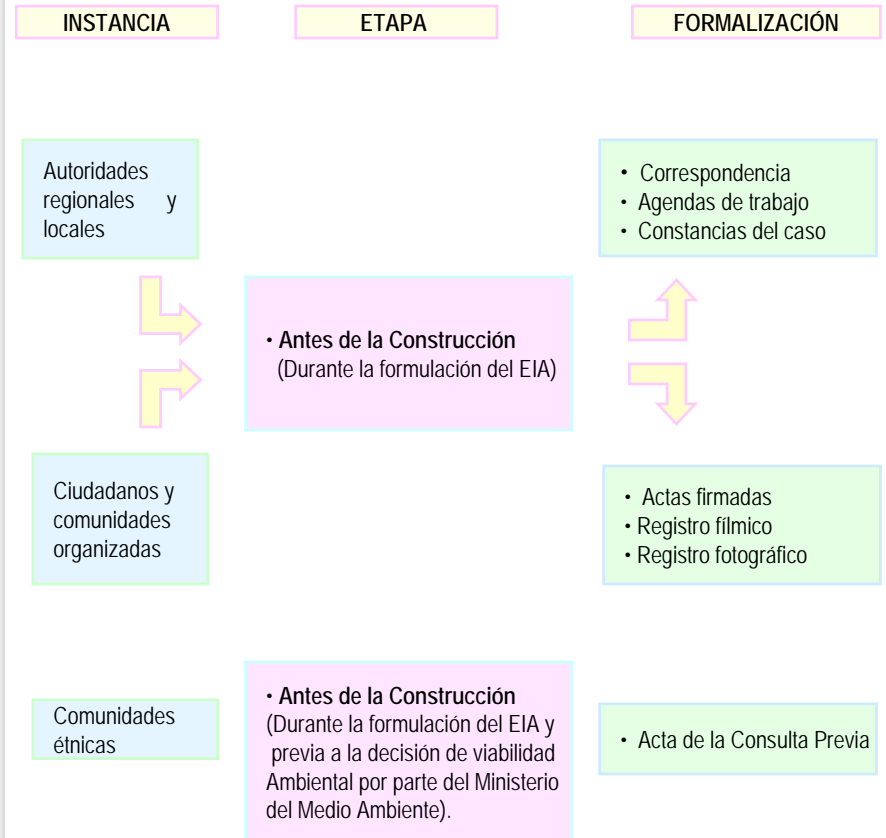 INSTANCIA
ETAPA
FORMALIZACIÓN
Autoridades
regionales y
locales
• Correspondencia
• Agendas de trabajo
• Constancias del caso
• Antes de la Construcción
(Durante la formulación del EIA)
Ciudadanos y
comunidades
organizadas
• Actas firmadas
• Registro fílmico
• Registro fotográfico
Comunidades
étnicas
• Antes de la Construcción
(Durante la formulación del EIA y
previa a la decisión de viabilidad
Ambiental por parte del Ministerio
del Medio Ambiente).
• Acta de la Consulta Previa